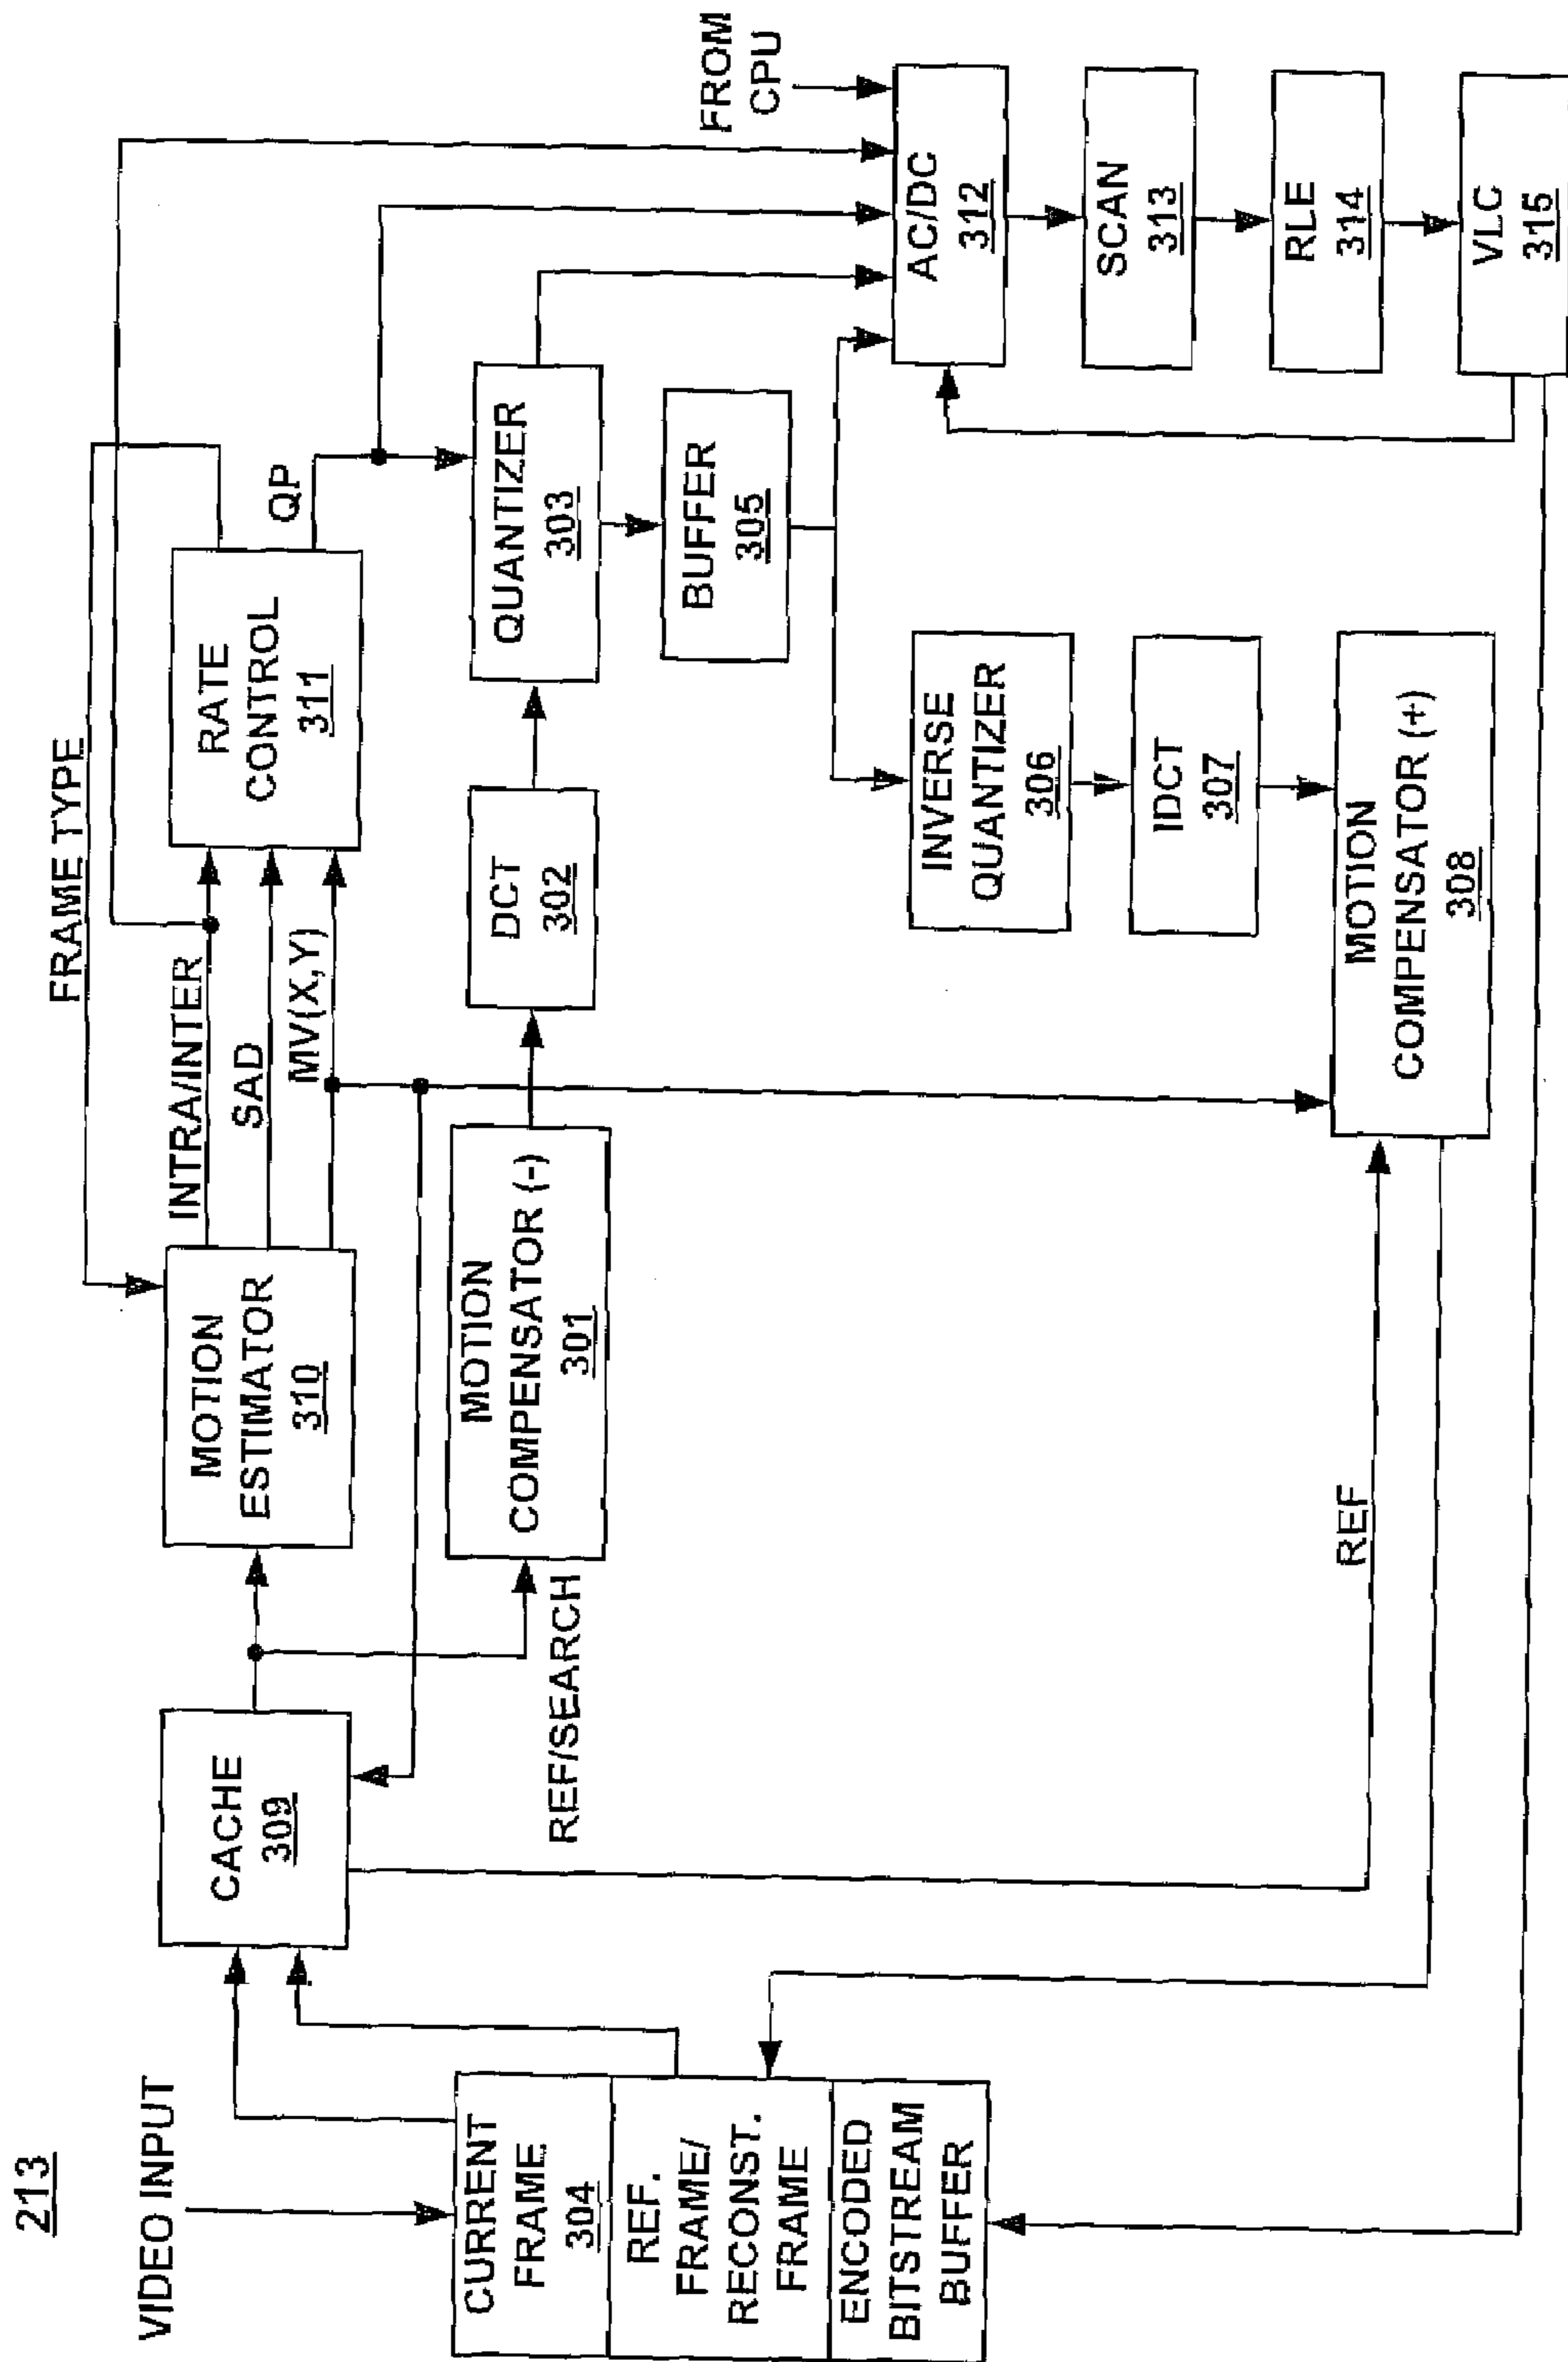 213
VIDEO INPUT
CURRENT
FRAME
304
REF.
FRAME/
RECONST.
FRAME
ENCODED
BITSTREAM
BUFFER
CACHE
309
REF/SEARCH
MOTION
ESTIMATOR
310
MOTION
COMPENSATOR (-)
301
FRAME TYPE
INTRA/INTER
SAD
MV(X,Y)
RATE
CONTROL
311
QP
DCT
302
QUANTIZER
303
BUFFER
305
INVERSE
QUANTIZER
306
IDCT
307
MOTION
COMPENSATOR (+)
308
REF
FROM
CPU
AC/DC
312
SCAN
313
RLE
314
VLC
315